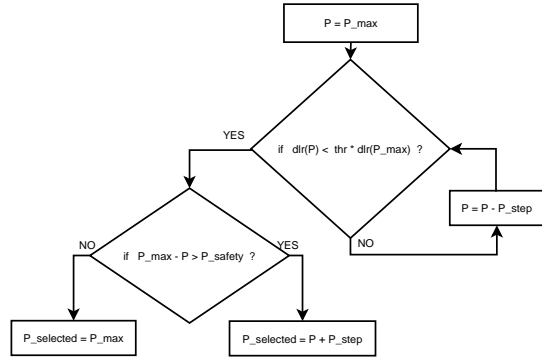 P = P_max
YES
if dlr(P) < thr * dlr(P_max) ?
P = P - P_step
NO
NO
if P_max - P > P_safety ?
YES
P_selected = P_max
P_selected = P + P_step